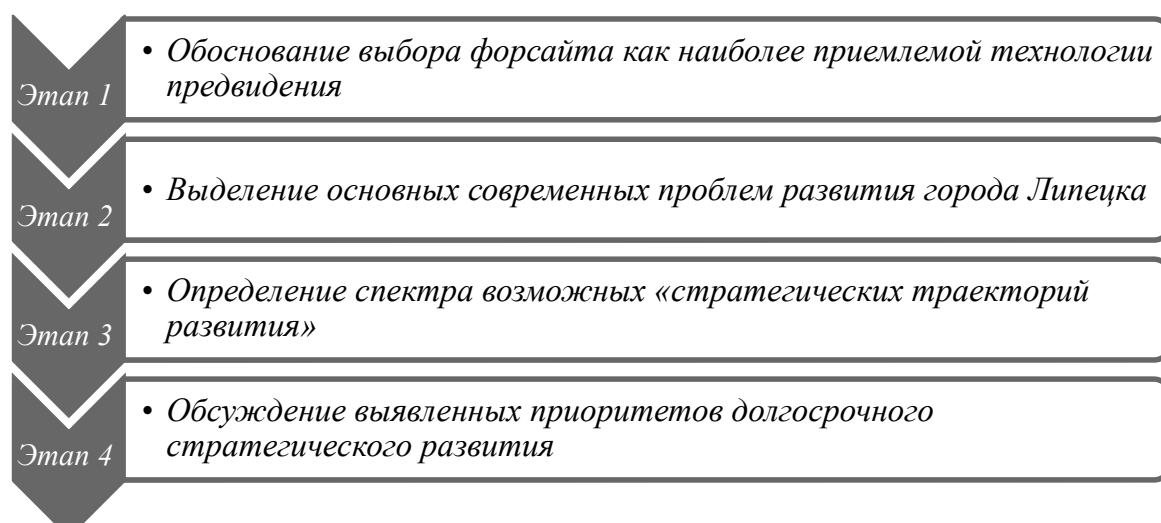 Этап 1
• Обоснование выбора форсайта как наиболее приемлемой технологии
предвидения
Этап 2
• Выделение основных современных проблем развития города Липецка
Этап 3
• Определение спектра возможных «стратегических траекторий
развития»
Этап 4
• Обсуждение выявленных приоритетов долгосрочного
стратегического развития